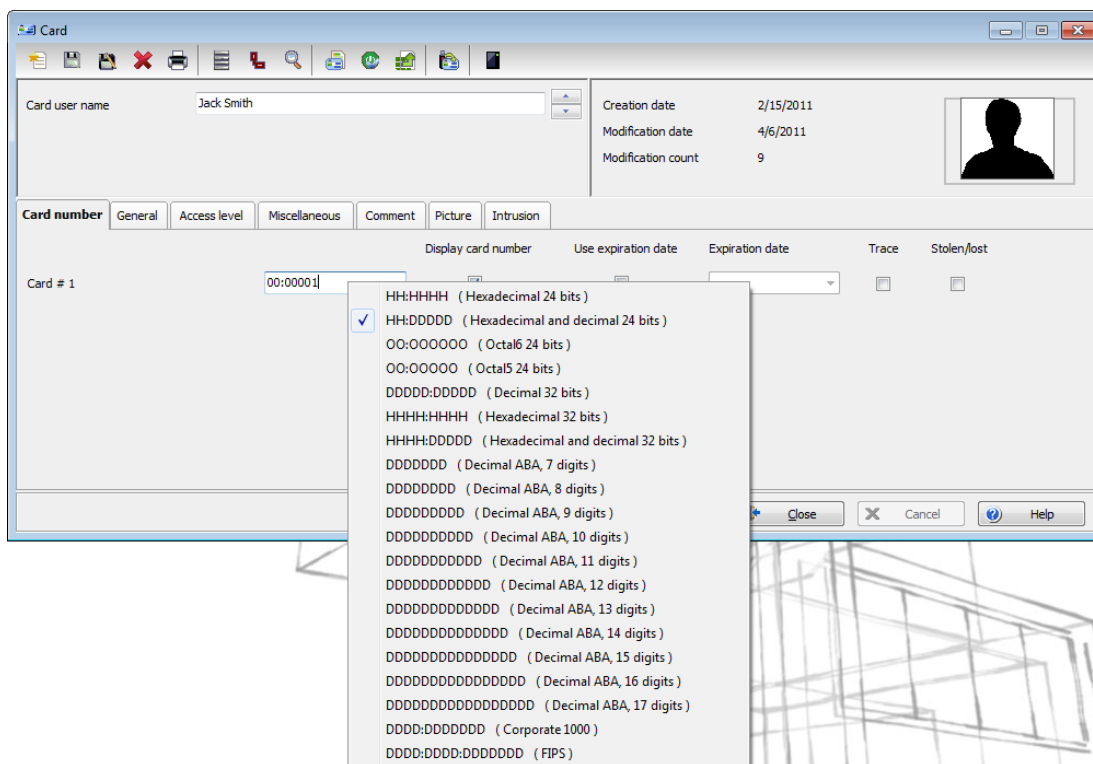 Card
Card user name
Jack Smith
Creation date 2/15/2011
Modification date 4/6/2011
Modification count 9
Card number General Access level Miscellaneous Comment Picture Intrusion
Display card number Use expiration date Expiration date Trace Stolen/lost
Card # 1 00:00001
HH:HHHH ( Hexadecimal 24 bits )
HH:DDDDD ( Hexadecimal and decimal 24 bits )
OO:OOOOOO ( Octal6 24 bits )
OO:OOOOO ( Octal5 24 bits )
DDDDD:DDDDD ( Decimal 32 bits )
HHHH:HHHH ( Hexadecimal 32 bits )
HHHH:DDDDD ( Hexadecimal and decimal 32 bits )
DDDDDDD ( Decimal ABA, 7 digits )
DDDDDDDD ( Decimal ABA, 8 digits )
DDDDDDDDD ( Decimal ABA, 9 digits )
DDDDDDDDDD ( Decimal ABA, 10 digits )
DDDDDDDDDDD ( Decimal ABA, 11 digits )
DDDDDDDDDDDD ( Decimal ABA, 12 digits )
DDDDDDDDDDDDD ( Decimal ABA, 13 digits )
DDDDDDDDDDDDDD ( Decimal ABA, 14 digits )
DDDDDDDDDDDDDDD ( Decimal ABA, 15 digits )
DDDDDDDDDDDDDDDD ( Decimal ABA, 16 digits )
DDDDDDDDDDDDDDDDD ( Decimal ABA, 17 digits )
DDDD:DDDDDDD ( Corporate 1000 )
DDDD:DDDD:DDDDDDD ( FIPS )
Close Cancel Help